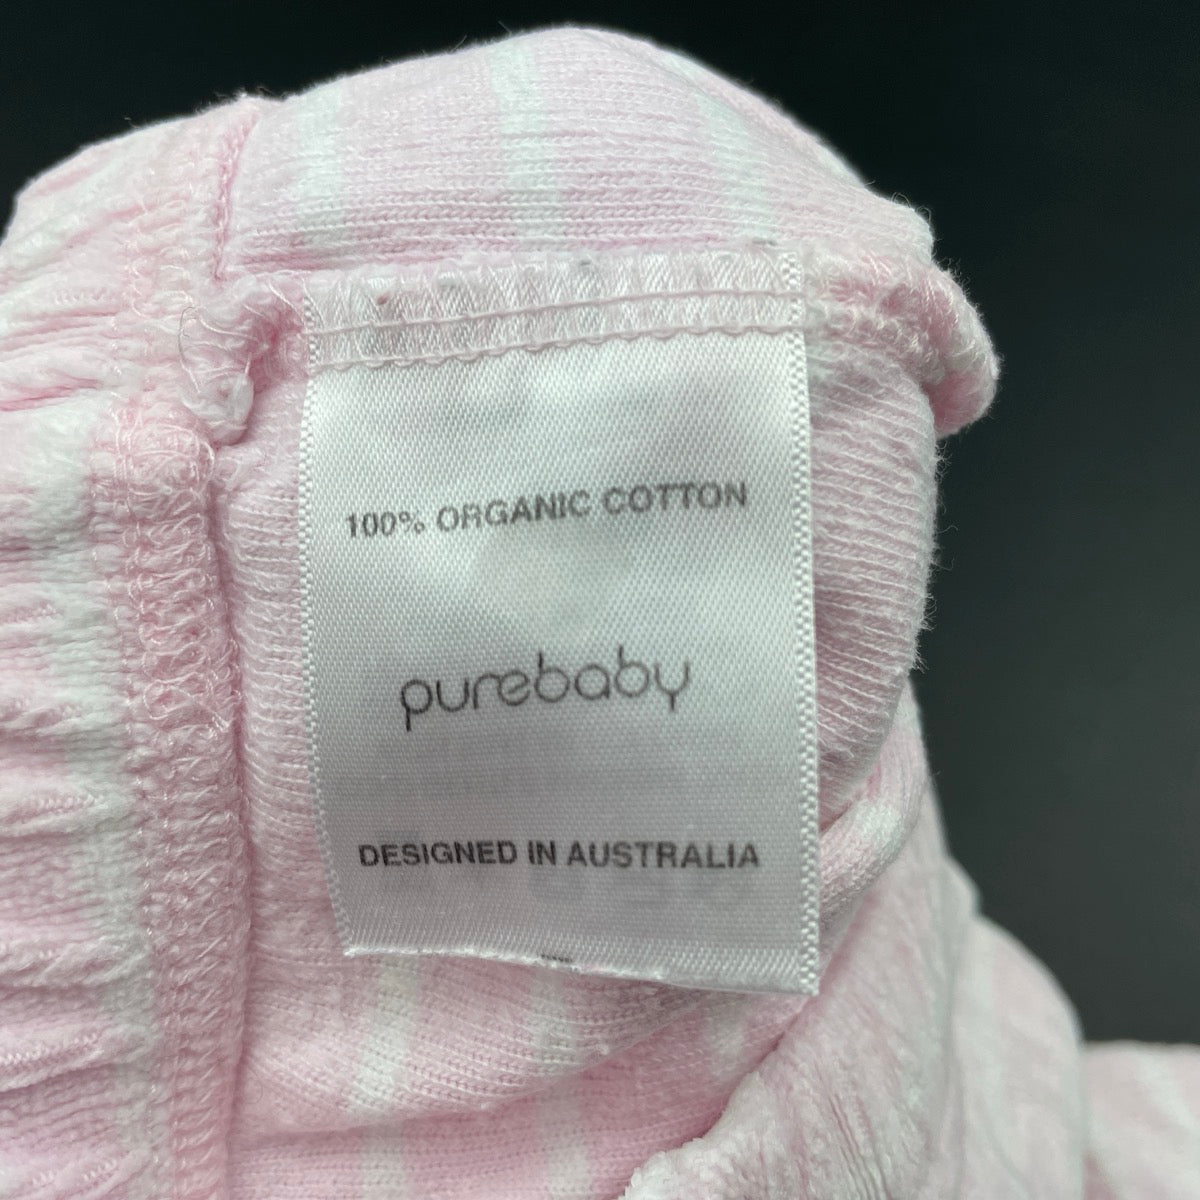 100% ORGANIC COTTON
purebaby
DESIGNED IN AUSTRALIA